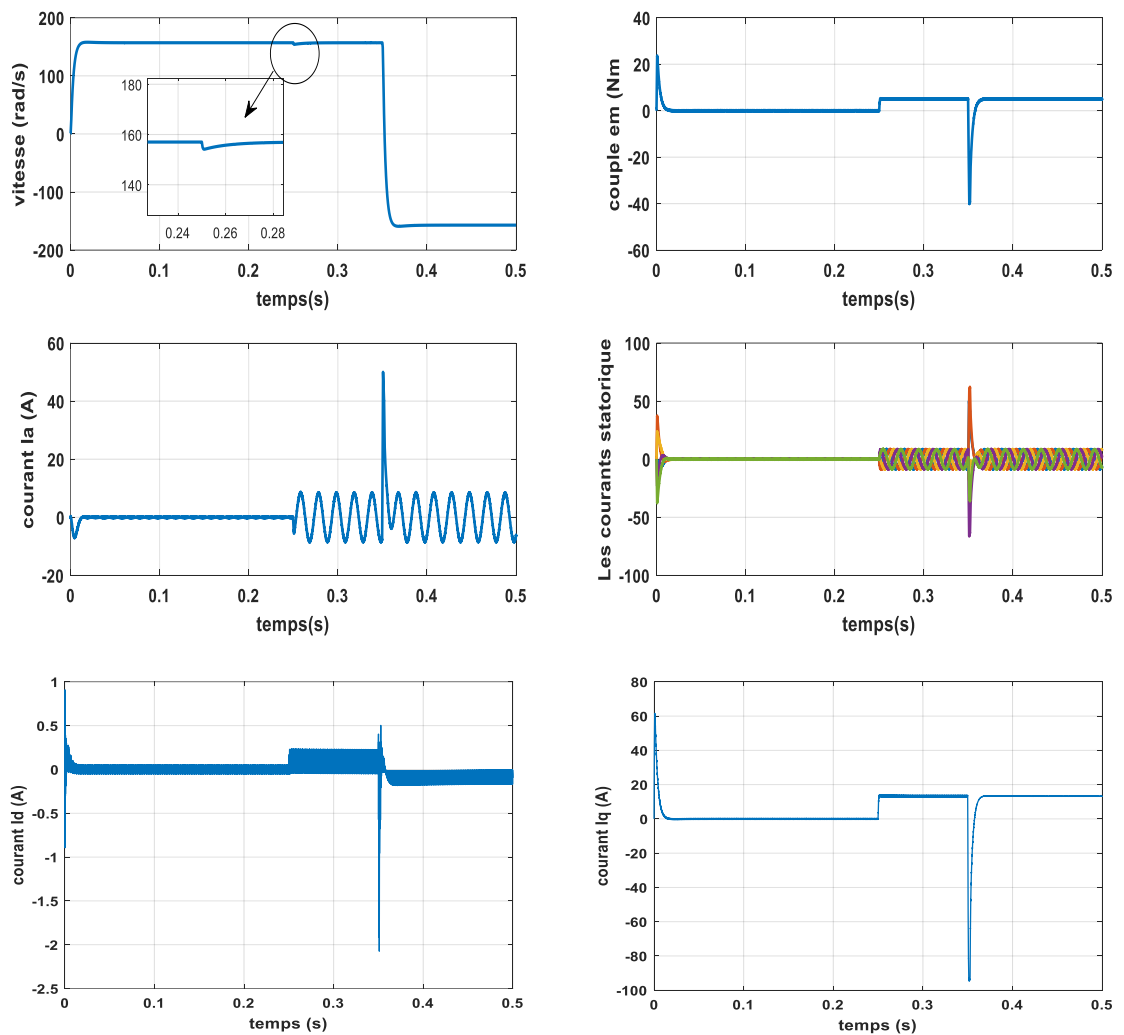 vitesse (rad/s)
200
100
0
-100
-200
180
160
140
0.24 0.26 0.28
0 0.1 0.2 0.3 0.4 0.5
temps(s)
couple em (Nm
40
20
0
-20
-40
-60
0 0.1 0.2 0.3 0.4 0.5
temps(s)
courant Ia (A)
60
40
20
0
-20
0 0.1 0.2 0.3 0.4 0.5
temps(s)
Les courants statorique
100
50
0
-50
-100
0 0.1 0.2 0.3 0.4 0.5
temps(s)
courant Id (A)
1
0.5
0
-0.5
-1
-1.5
-2
-2.5
0 0.1 0.2 0.3 0.4 0.5
temps (s)
courant Iq (A)
80
60
40
20
0
-20
-40
-60
-80
-100
0 0.1 0.2 0.3 0.4 0.5
temps (s)